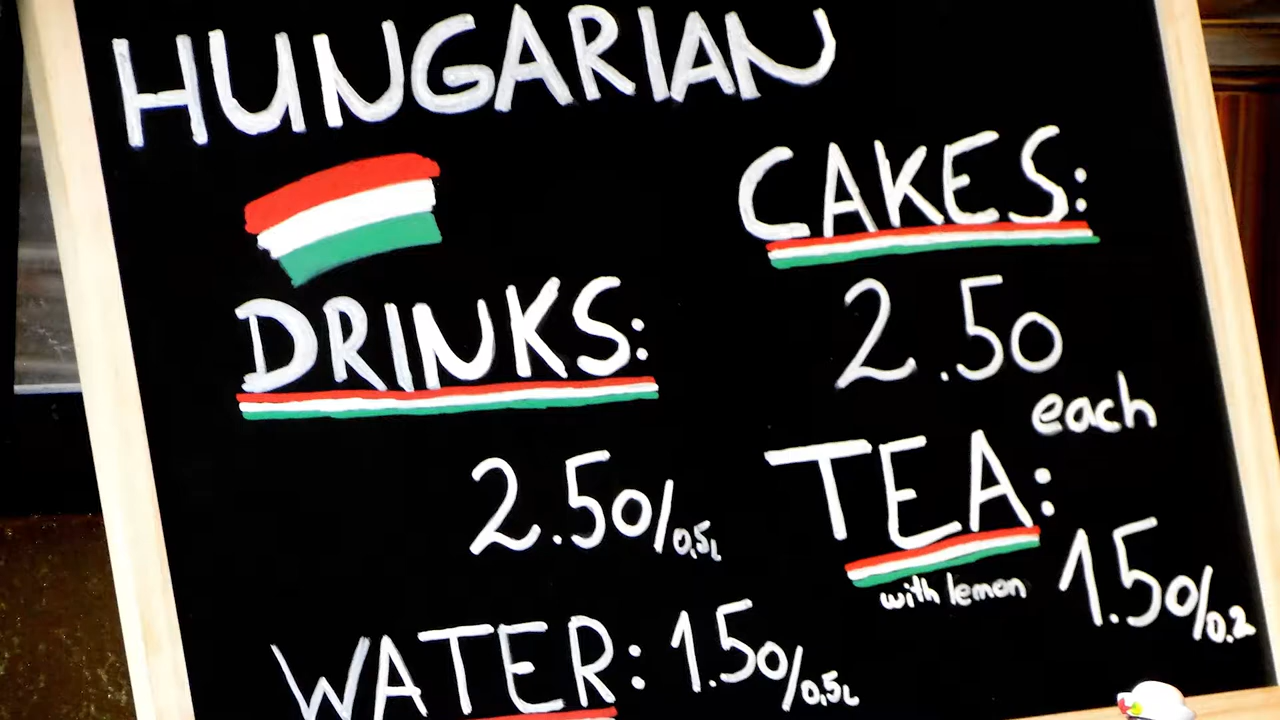 HUNGARIAN
DRINKS:
2.50/0,5L
WATER: 1.50/0,5L
CAKES:
2.50
each
TEA:
with lemon
1.50/0.2